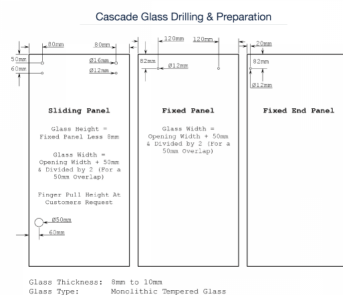 Cascade Glass Drilling & Preparation
80mm 80mm 120mm 120mm 20mm
50mm
60mm
Ø16mm
Ø12mm
82mm
Ø12mm
82mm
Ø12mm
Sliding Panel
Glass Height =
Fixed Panel Less 8mm
Glass Width =
Opening Width + 50mm
& Divided by 2 (For a
50mm Overlap)
Finger Pull Height At
Customers Request
Ø50mm
60mm
Fixed Panel
Glass Width =
Opening Width + 50mm
& Divided by 2 (For a
50mm Overlap)
Fixed End Panel
Glass Thickness: 8mm to 10mm
Glass Type: Monolithic Tempered Glass